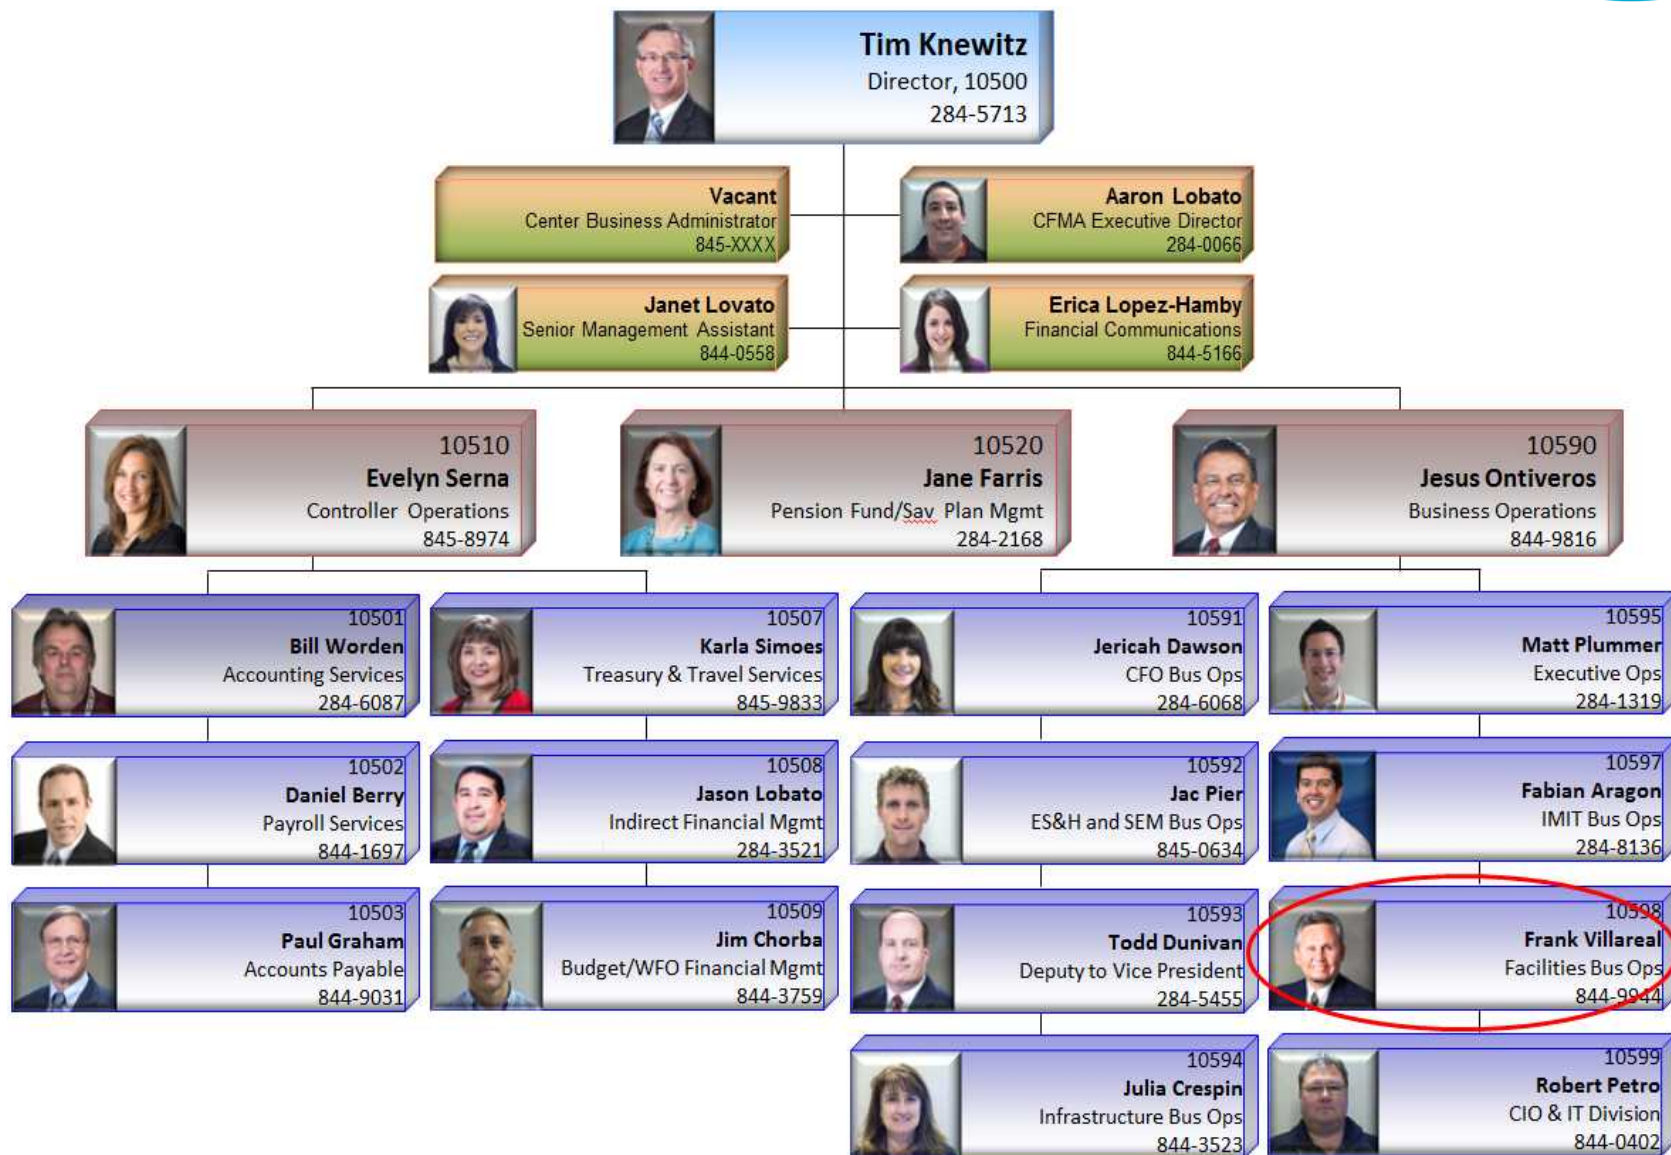 Tim Knewitz
Director, 10500
284-5713
Vacant
Center Business Administrator
845-XXXX
Aaron Lobato
CFMA Executive Director
284-0066
Janet Lovato
Senior Management Assistant
844-0558
Erica Lopez-Hamby
Financial Communications
844-5166
10510
Evelyn Serna
Controller Operations
845-8974
10520
Jane Farris
Pension Fund/Sav Plan Mgmt
284-2168
10590
Jesus Ontiveros
Business Operations
844-9816
10501
Bill Worden
Accounting Services
284-6087
10507
Karla Simoes
Treasury & Travel Services
845-9833
10591
Jericah Dawson
CFO Bus Ops
284-6068
10595
Matt Plummer
Executive Ops
284-1319
10502
Daniel Berry
Payroll Services
844-1697
10508
Jason Lobato
Indirect Financial Mgmt
284-3521
10592
Jac Pier
ES&H and SEM Bus Ops
845-0634
10597
Fabian Aragon
IMIT Bus Ops
284-8136
10503
Paul Graham
Accounts Payable
844-9031
10509
Jim Chorba
Budget/WFO Financial Mgmt
844-3759
10593
Todd Dunivan
Deputy to Vice President
284-5455
10598
Frank Villareal
Facilities Bus Ops
844-9944
10594
Julia Crespin
Infrastructure Bus Ops
844-3523
10599
Robert Petro
CIO & IT Division
844-0402